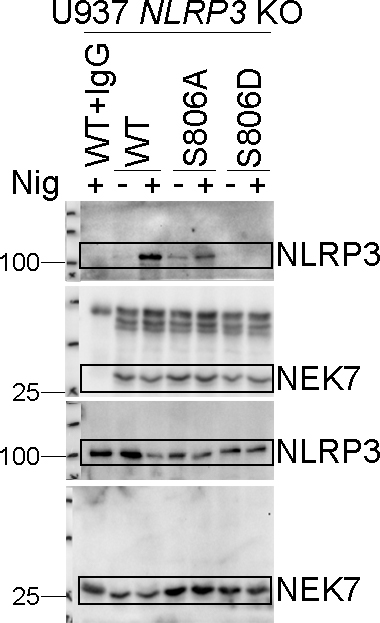 U937 NLRP3 KO
WT+IgG WT S806A S806D
Nig + - + - + - +
100 NLRP3
25 NEK7
100 NLRP3
25 NEK7